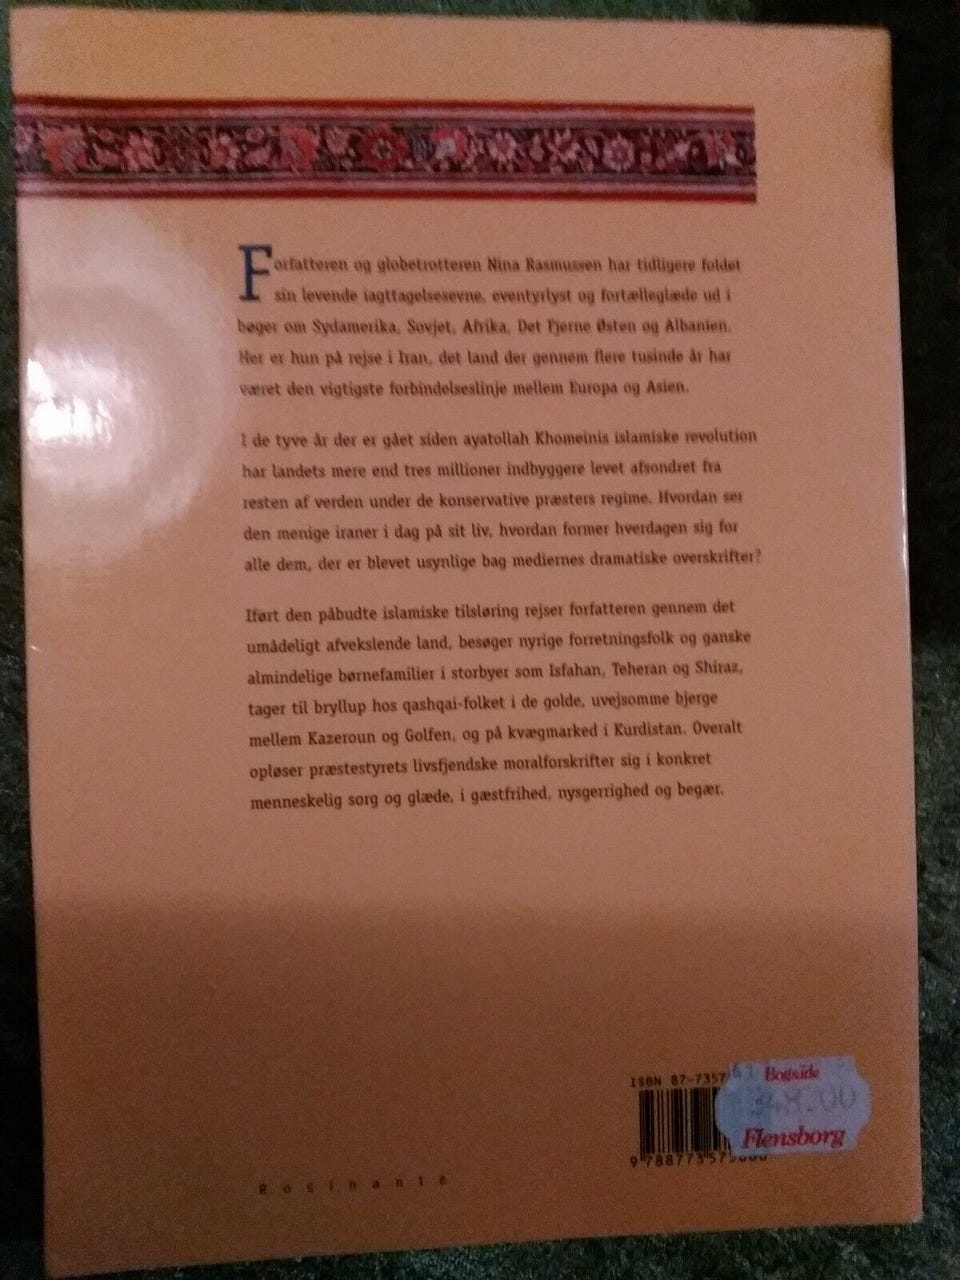 Forfatteren og globetrotteren Nina Rasmussen har tidligere foldet
sin levende iagttagelsesevne, eventyrlyst og fortælleglæde ud i
bøger om Sydamerika, Sovjet, Afrika, Det Fjerne Østen og Albanien.
Her er hun på rejse i Iran, det land der gennem flere tusinde år har
været den vigtigste forbindelseslinje mellem Europa og Asien.
I de tyve år der er gået siden ayatollah Khomeinis islamiske revolution
har landets mere end tres millioner indbyggere levet afsondret fra
resten af verden under de konservative præsters regime. Hvordan ser
den menige iraner i dag på sit liv, hvordan former hverdagen sig for
alle dem, der er blevet usynlige bag mediernes dramatiske overskrifter?
Iført den påbudte islamiske tilsløring rejser forfatteren gennem det
umådeligt afvekslende land, besøger nyrige forretningsfolk og ganske
almindelige børnefamilier i storbyer som Isfahan, Teheran og Shiraz,
tager til bryllup hos qashqai-folket i de golde, uvejsomme bjerge
mellem Kazeroun og Golfen, og på kvægmarked i Kurdistan. Overalt
opløser præstestyrets livsfjendske moralforskrifter sig i konkret
menneskelig sorg og glæde, i gæstfrihed, nysgerrighed og begær.
ISBN 87-7357
348.00
Flensborg
Rosinante